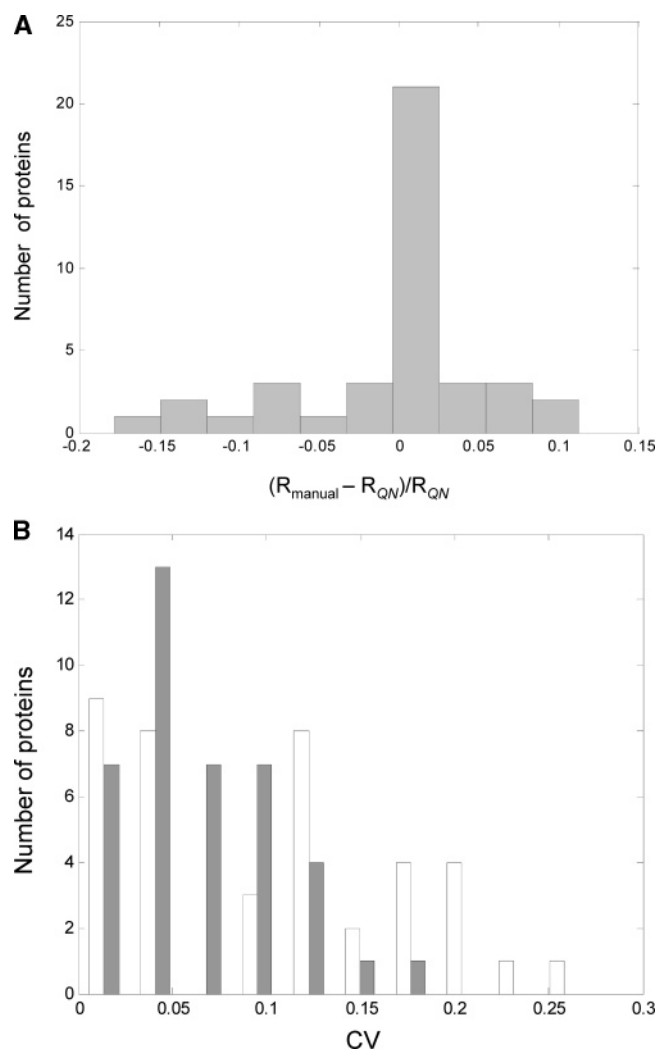 A
25
20
15
10
5
0
Number of proteins
-0.2 -0.15 -0.1 -0.05 0 0.05 0.1 0.15
(Rmanual – RQN)/RQN
B
14
12
10
8
6
4
2
0
Number of proteins
0 0.05 0.1 0.15 0.2 0.25 0.3
CV